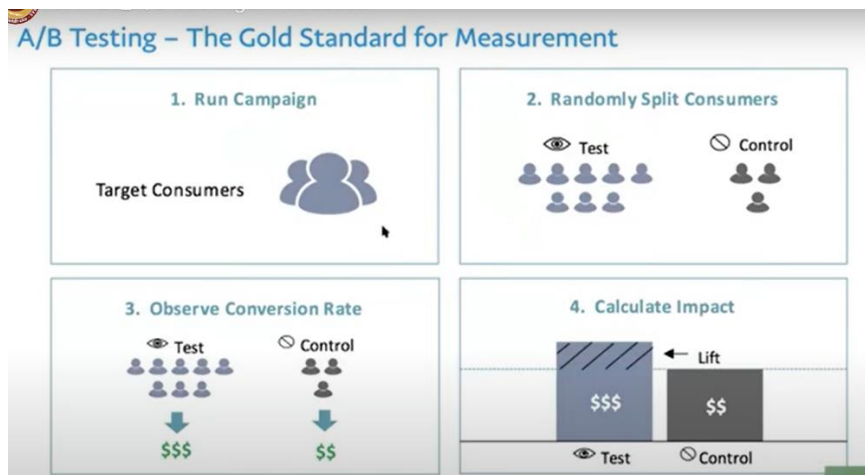 A/B Testing – The Gold Standard for Measurement
1. Run Campaign
Target Consumers
2. Randomly Split Consumers
Test
Control
3. Observe Conversion Rate
Test
Control
$$$
$$
4. Calculate Impact
Lift
$$$
$$
Test
Control